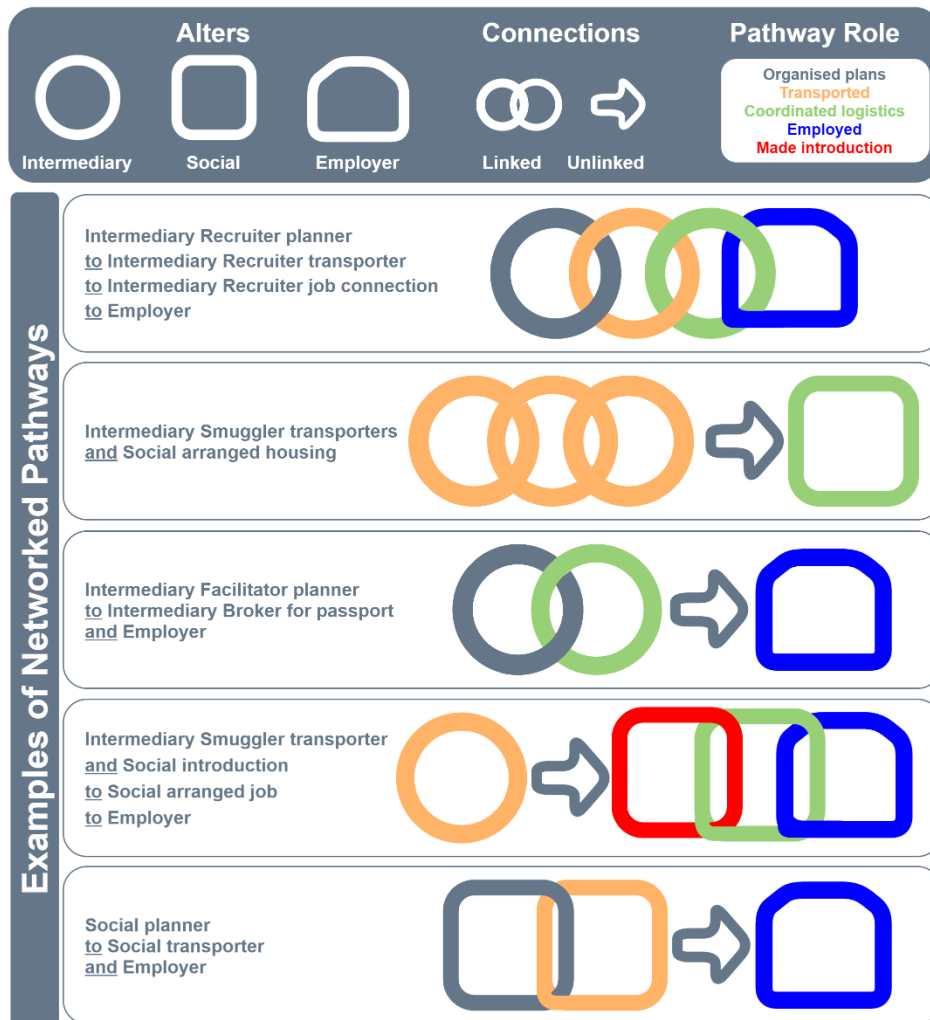 Alters
Connections
Pathway Role
Intermediary
Social
Employer
Linked
Unlinked
Organised plans
Transported
Coordinated logistics
Employed
Made introduction
Examples of Networked Pathways
Intermediary Recruiter planner
to Intermediary Recruiter transporter
to Intermediary Recruiter job connection
to Employer
Intermediary Smuggler transporters
and Social arranged housing
Intermediary Facilitator planner
to Intermediary Broker for passport
and Employer
Intermediary Smuggler transporter
and Social introduction
to Social arranged job
to Employer
Social planner
to Social transporter
and Employer